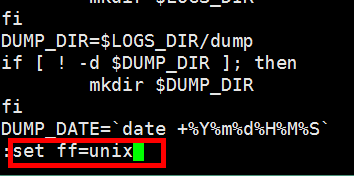 mkdir $LOGS_DIR
fi
DUMP_DIR=$LOGS_DIR/dump
if [ ! -d $DUMP_DIR ]; then
mkdir $DUMP_DIR
fi
DUMP_DATE=`date +%Y%m%d%H%M%S`
:set ff=unix